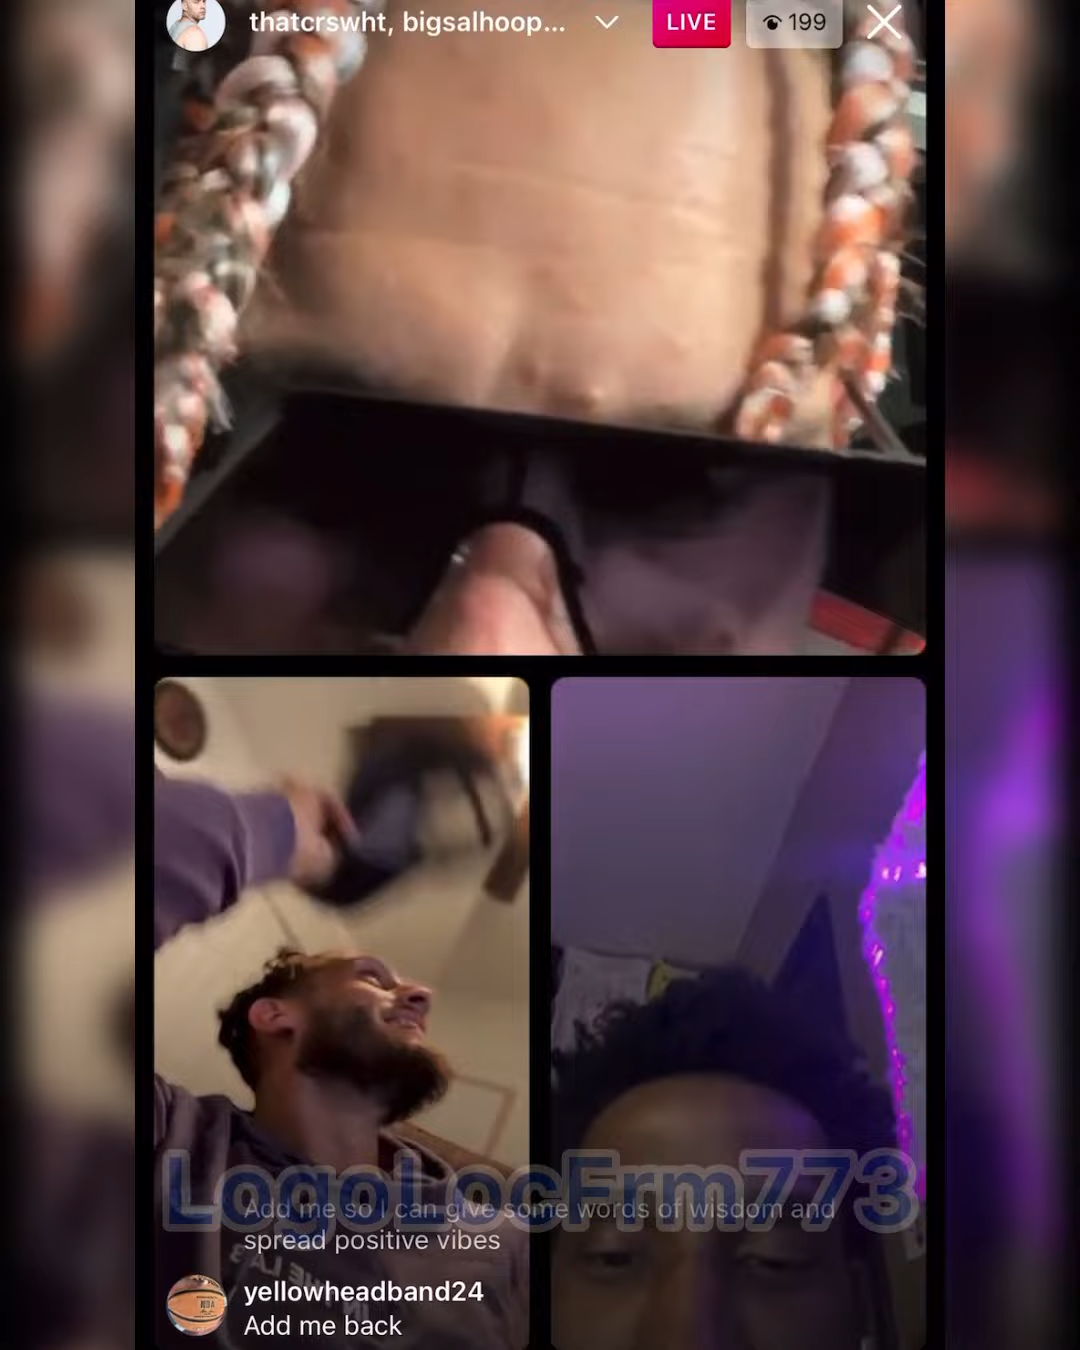 thatcrswht, bigsalhoop...
LIVE
199
LogoLocFrm773
Add me so I can give some words of wisdom and
spread positive vibes
yellowheadband24
Add me back